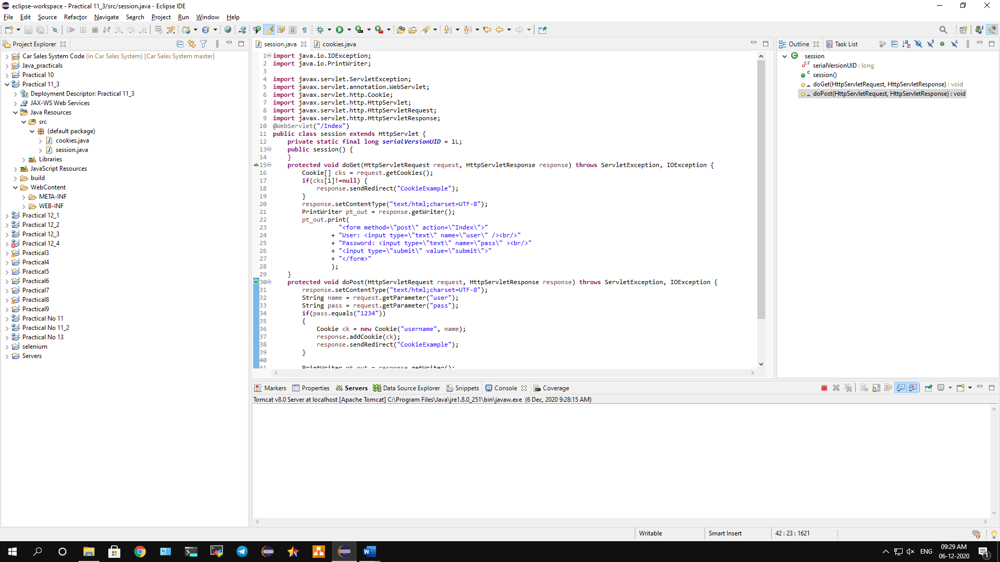 eclipse-workspace - Practical 11_3/src/session.java - Eclipse IDE
File Edit Source Refactor Navigate Search Project Run Window Help
Project Explorer
Car Sales System Code (in Car Sales System) [Car Sales System master]
Java_practicals
Practical 10
Practical 11_3
Deployment Descriptor: Practical 11_3
JAX-WS Web Services
Java Resources
src
(default package)
cookies.java
session.java
Libraries
JavaScript Resources
build
WebContent
META-INF
WEB-INF
Practical 12_1
Practical 12_2
Practical 12_3
Practical 12_4
Practical3
Practical4
Practical5
Practical6
Practical7
Practical8
Practical9
Practical No 11
Practical No 11_2
Practical No 13
selenium
Servers
session.java cookies.java
1 import java.io.IOException;
2 import java.io.PrintWriter;
3
4 import javax.servlet.ServletException;
5 import javax.servlet.annotation.WebServlet;
6 import javax.servlet.http.Cookie;
7 import javax.servlet.http.HttpServlet;
8 import javax.servlet.http.HttpServletRequest;
9 import javax.servlet.http.HttpServletResponse;
10 @WebServlet("/Index")
11 public class session extends HttpServlet {
12 private static final long serialVersionUID = 1L;
13 public session() {
14 }
15 protected void doGet(HttpServletRequest request, HttpServletResponse response) throws ServletException, IOException {
16 Cookie[] cks = request.getCookies();
17 if(cks[1]!=null) {
18 response.sendRedirect("CookieExample");
19 }
20 response.setContentType("text/html;charset=UTF-8");
21 PrintWriter pt_out = response.getWriter();
22 pt_out.print(
23 "<form method=\"post\" action=\"Index\">"
24 + "User: <input type=\"text\" name=\"user\" /><br/>"
25 + "Password: <input type=\"text\" name=\"pass\" ><br/>"
26 + "<input type=\"submit\" value=\"submit\">"
27 + "</form>"
28 );
29 }
30 protected void doPost(HttpServletRequest request, HttpServletResponse response) throws ServletException, IOException {
31 response.setContentType("text/html;charset=UTF-8");
32 String name = request.getParameter("user");
33 String pass = request.getParameter("pass");
34 if(pass.equals("1234"))
35 {
36 Cookie ck = new Cookie("username", name);
37 response.addCookie(ck);
38 response.sendRedirect("CookieExample");
39 }
40
41 PrintWriter pt_out = response.getWriter();
Outline Task List
session
serialVersionUID : long
session()
doGet(HttpServletRequest, HttpServletResponse) : void
doPost(HttpServletRequest, HttpServletResponse) : void
Markers Properties Servers Data Source Explorer Snippets Console Coverage
Tomcat v8.0 Server at localhost [Apache Tomcat] C:\Program Files\Java\jre1.8.0_251\bin\javaw.exe (6 Dec, 2020 9:28:15 AM)
Writable Smart Insert 42 : 23 : 1621
ENG
09:29 AM
06-12-2020
1